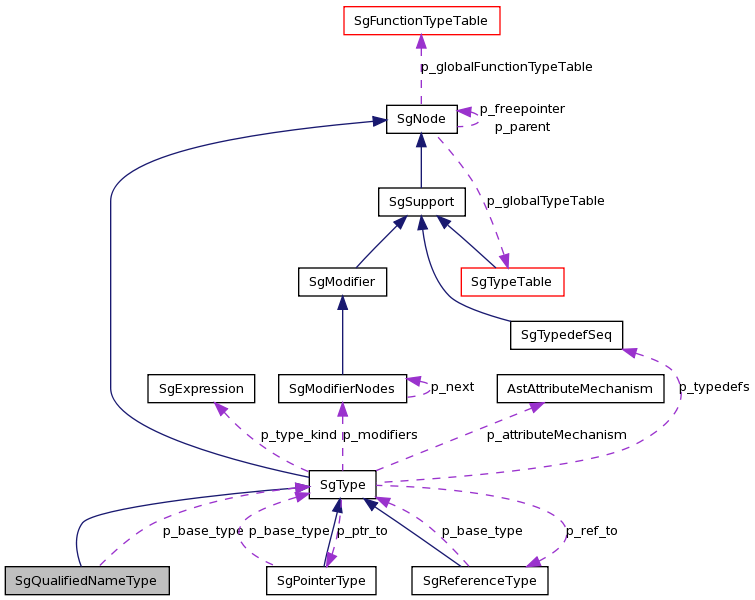 SgFunctionTypeTable
p_globalFunctionTypeTable
SgNode
p_freepointer
p_parent
SgSupport
p_globalTypeTable
SgModifier
SgTypeTable
SgTypedefSeq
SgExpression
SgModifierNodes
p_next
AstAttributeMechanism
p_typedefs
p_type_kind
p_modifiers
p_attributeMechanism
SgType
p_base_type
p_base_type
p_ptr_to
p_base_type
p_ref_to
SgQualifiedNameType
SgPointerType
SgReferenceType